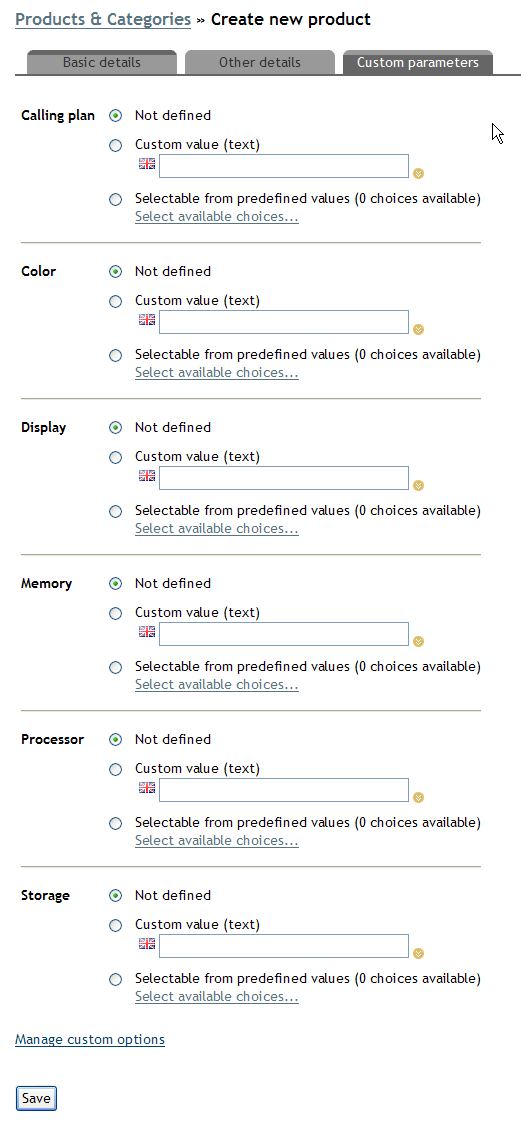 Products & Categories » Create new product
Basic details Other details Custom parameters
Calling plan Not defined
Custom value (text)
Selectable from predefined values (0 choices available)
Select available choices...
Color Not defined
Custom value (text)
Selectable from predefined values (0 choices available)
Select available choices...
Display Not defined
Custom value (text)
Selectable from predefined values (0 choices available)
Select available choices...
Memory Not defined
Custom value (text)
Selectable from predefined values (0 choices available)
Select available choices...
Processor Not defined
Custom value (text)
Selectable from predefined values (0 choices available)
Select available choices...
Storage Not defined
Custom value (text)
Selectable from predefined values (0 choices available)
Select available choices...
Manage custom options
Save